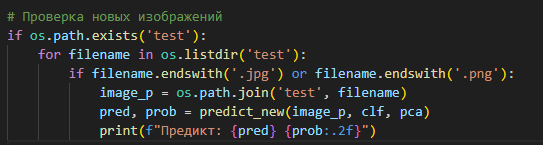 # Проверка новых изображений
if os.path.exists('test'):
    for filename in os.listdir('test'):
        if filename.endswith('.jpg') or filename.endswith('.png'):
            image_p = os.path.join('test', filename)
            pred, prob = predict_new(image_p, clf, pca)
            print(f"Предикт: {pred} {prob:.2f}")